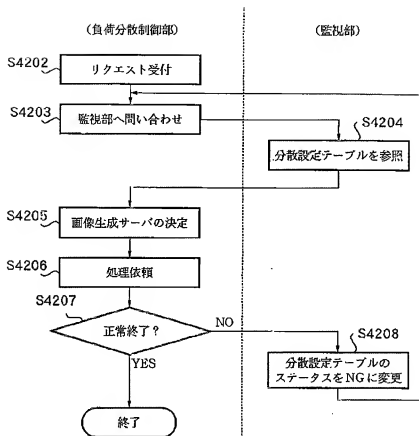 (負荷分散制御部)
(監視部)
S4202
リクエスト受付
S4203
監視部へ問い合わせ
S4204
分散設定テーブルを参照
S4205
画像生成サーバの決定
S4206
処理依頼
S4207
正常終了?
NO
YES
S4208
分散設定テーブルの
ステータスをNGに変更
終了